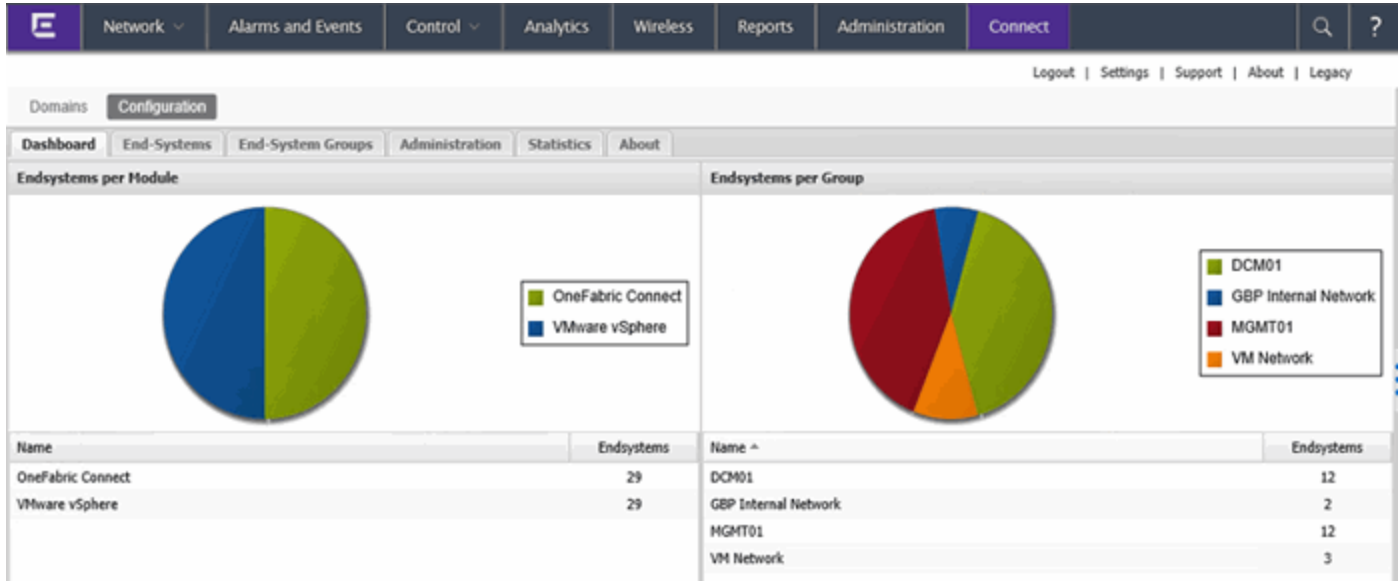 Network
Alarms and Events
Control
Analytics
Wireless
Reports
Administration
Connect
?
Logout | Settings | Support | About | Legacy
Domains
Configuration
Dashboard
End-Systems
End-System Groups
Administration
Statistics
About
Endsystems per Module
OneFabric Connect
VMware vSphere
Name Endsystems
OneFabric Connect 29
VMware vSphere 29
Endsystems per Group
DCM01
GBP Internal Network
MGMT01
VM Network
Name Endsystems
DCM01 12
GBP Internal Network 2
MGMT01 12
VM Network 3